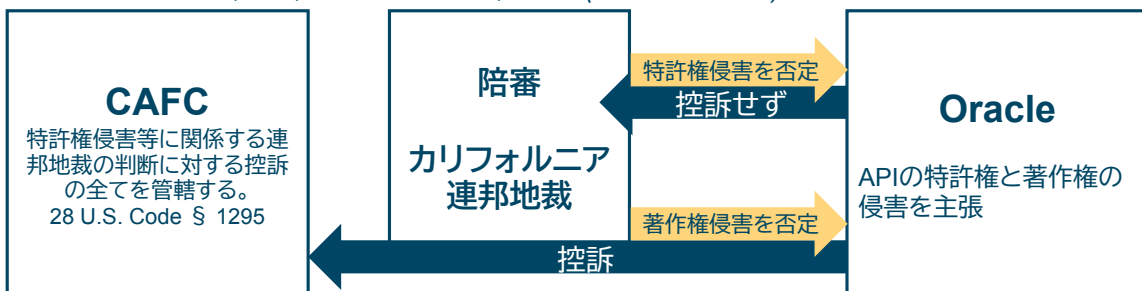 CAFC
特許権侵害等に関係する連
邦地裁の判断に対する控訴
の全てを管轄する。
28 U.S. Code § 1295
陪審
カリフォルニア
連邦地裁
特許権侵害を否定
控訴せず
著作権侵害を否定
控訴
Oracle
APIの特許権と著作権の
侵害を主張